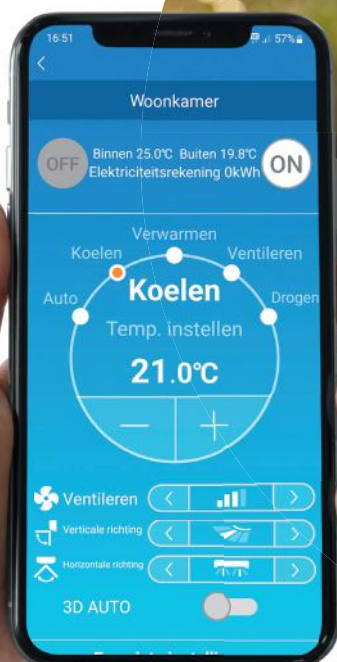 16:51
57%
Woonkamer
OFF
Binnen 25.0°C Buiten 19.8°C
Elektriciteitsrekening 0kWh
ON
Verwarmen
Koelen
Ventileren
Auto
Koelen
Drogen
Temp. instellen
21.0°C
Ventileren
Verticale richting
Horizontale richting
3D AUTO